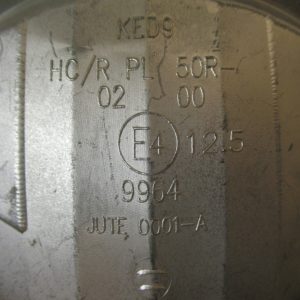 KED9
HC/R PL 50R-
02 00
E4 12.5
9964
JUTE 0001-A